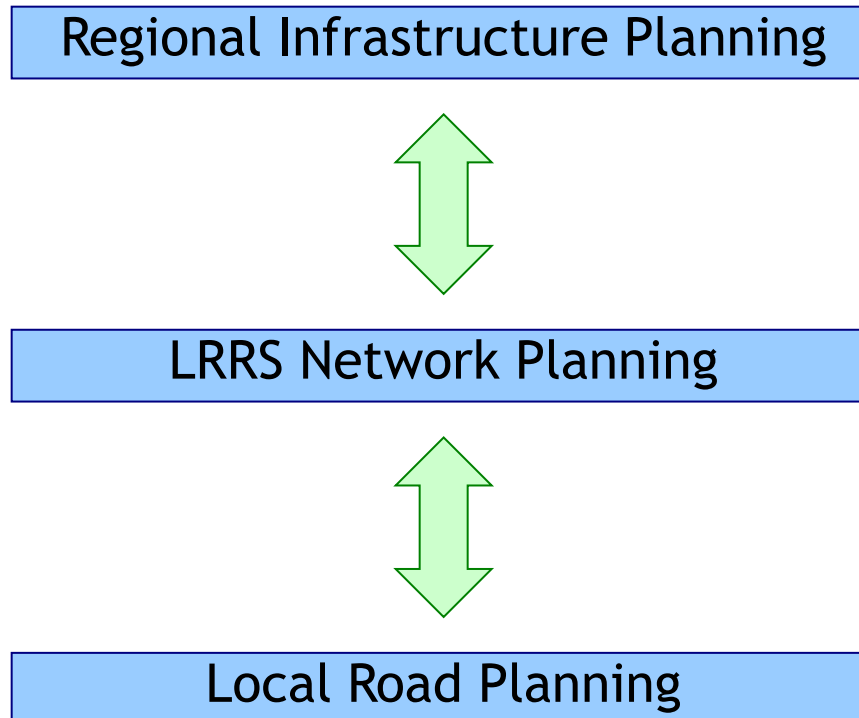 Regional Infrastructure Planning
LRRS Network Planning
Local Road Planning